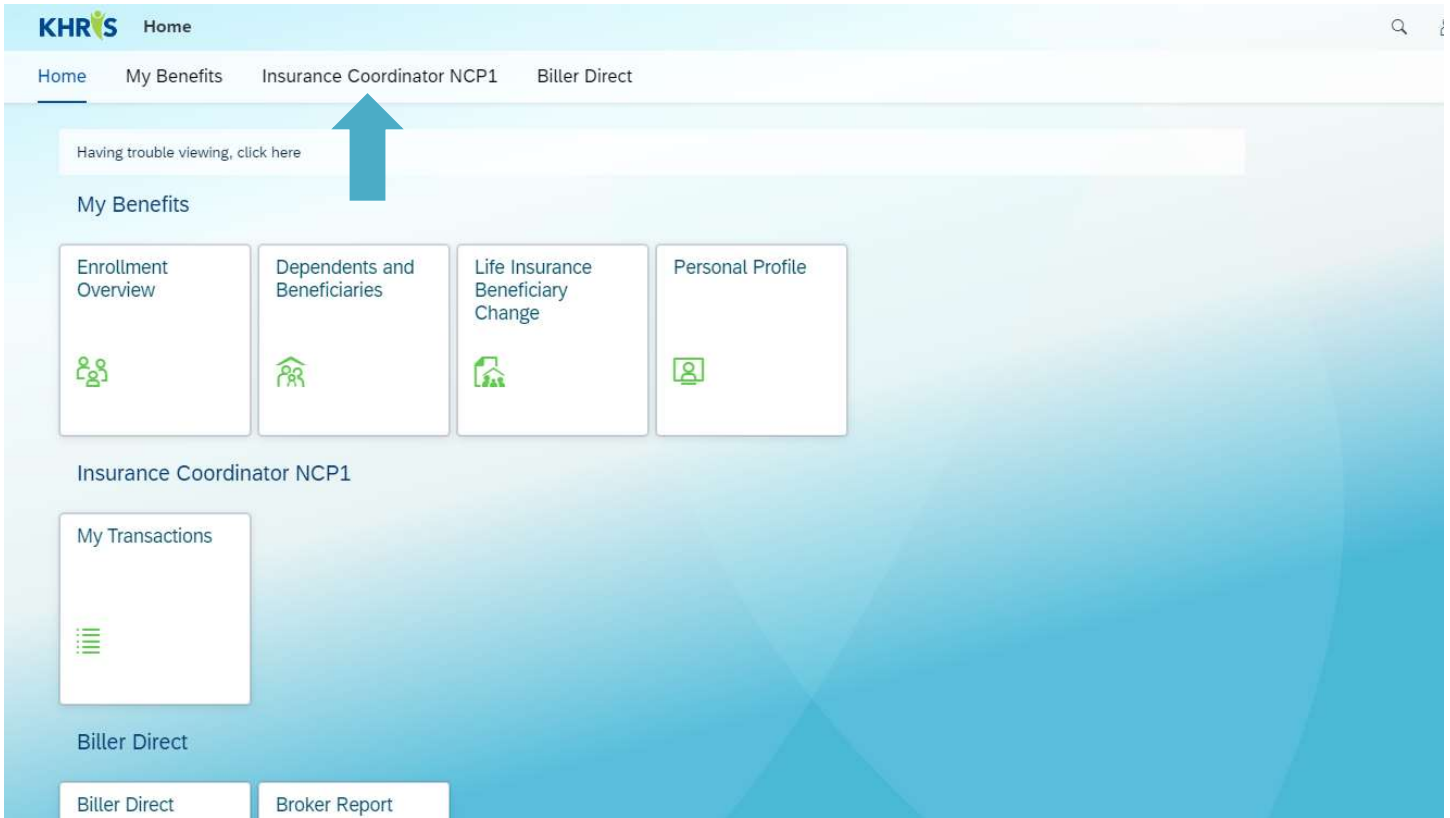 KHRIS Home
Home My Benefits Insurance Coordinator NCP1 Biller Direct
Having trouble viewing, click here
My Benefits
Enrollment
Overview
Dependents and
Beneficiaries
Life Insurance
Beneficiary
Change
Personal Profile
Insurance Coordinator NCP1
My Transactions
Biller Direct
Biller Direct
Broker Report